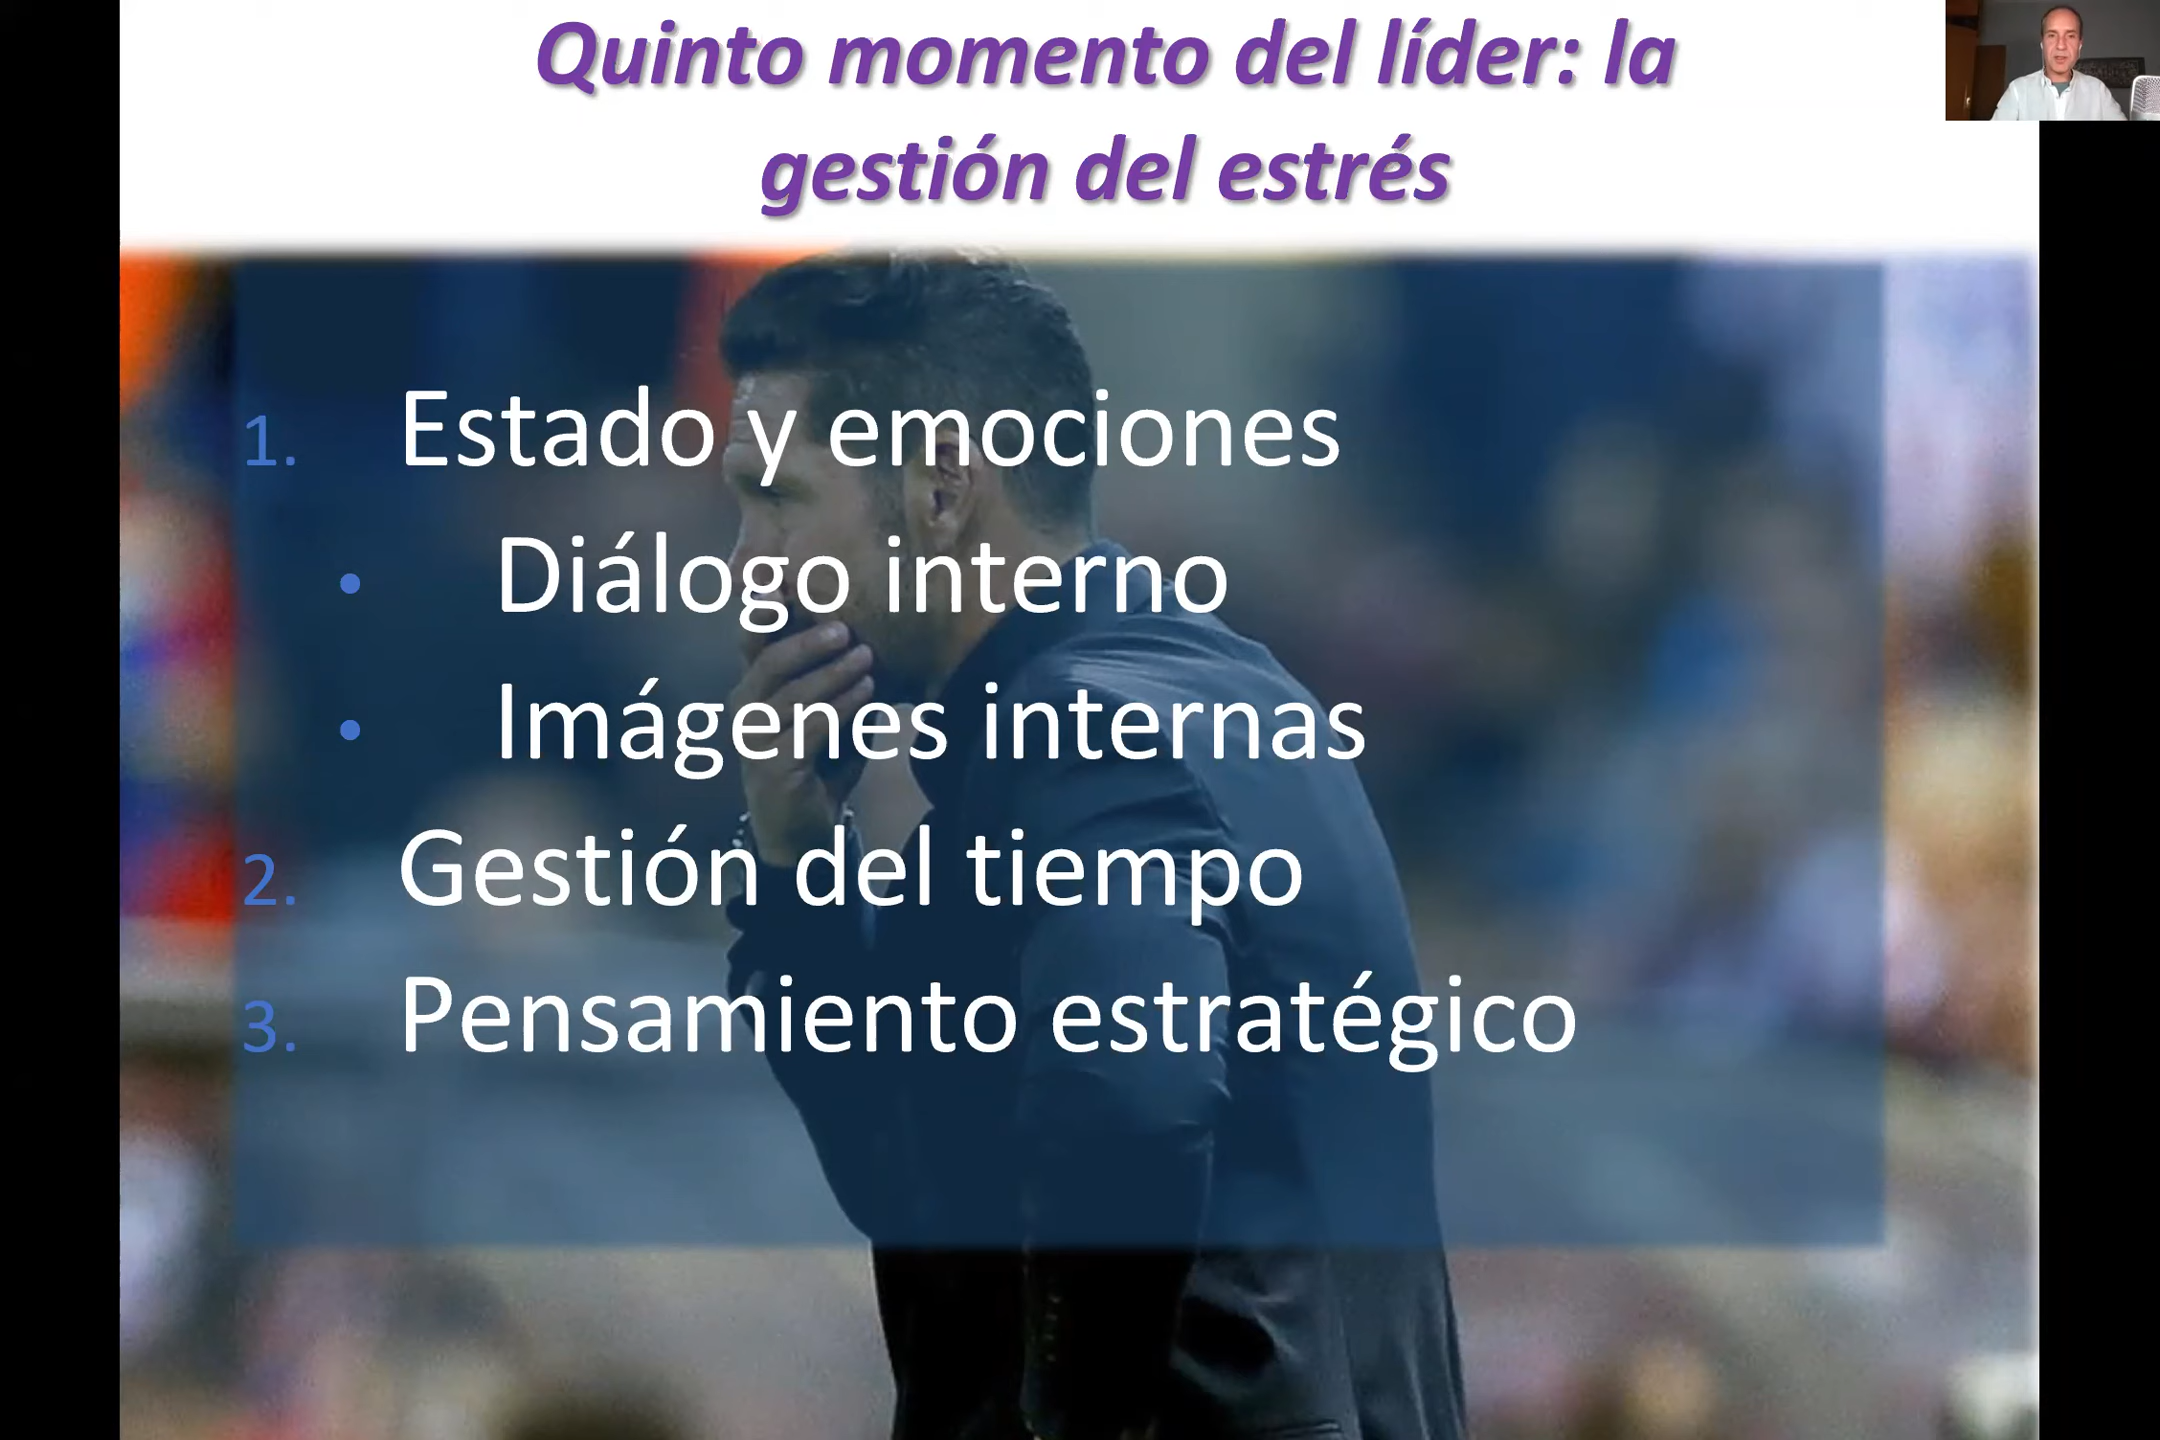 Quinto momento del líder: la
gestión del estrés
1. Estado y emociones
• Diálogo interno
• Imágenes internas
2. Gestión del tiempo
3. Pensamiento estratégico